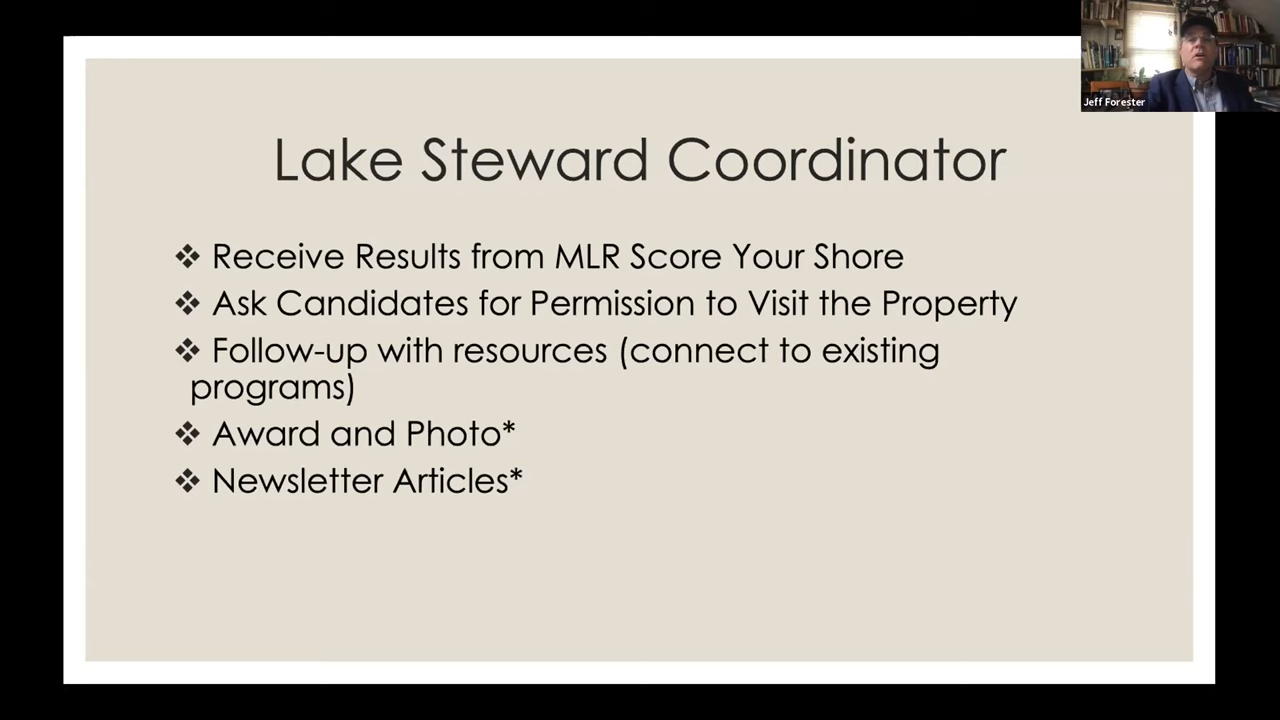 Jeff Forester
Lake Steward Coordinator
❖ Receive Results from MLR Score Your Shore
❖ Ask Candidates for Permission to Visit the Property
❖ Follow-up with resources (connect to existing
programs)
❖ Award and Photo*
❖ Newsletter Articles*